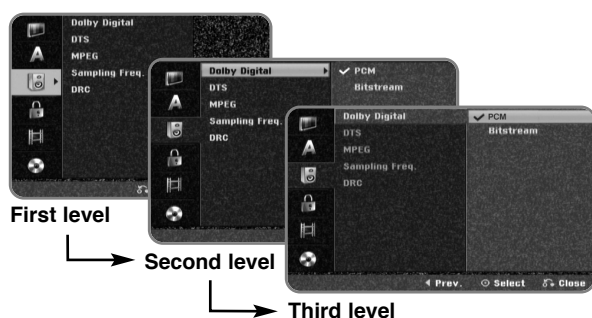 Dolby Digital
DTS
MPEG
Sampling Freq.
DRC
A
Dolby Digital
DTS
MPEG
Sampling Freq.
DRC
PCM
Bitstream
A
Dolby Digital
DTS
MPEG
Sampling Freq.
DRC
PCM
Bitstream
A
Prev. Select Close
First level
Second level
Third level